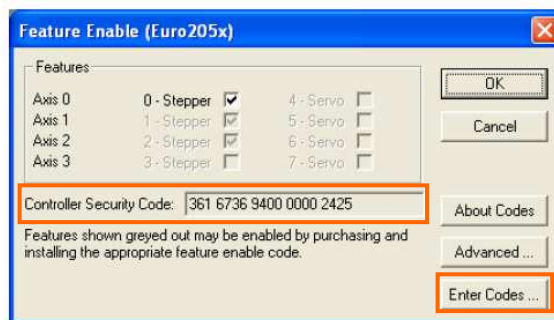 Feature Enable (Euro205x)
Features
Axis 0 0 - Stepper 4 - Servo
Axis 1 1 - Stepper 5 - Servo
Axis 2 2 - Stepper 6 - Servo
Axis 3 3 - Stepper 7 - Servo
OK
Cancel
Controller Security Code: 361 6736 9400 0000 2425
About Codes
Features shown greyed out may be enabled by purchasing and
installing the appropriate feature enable code.
Advanced ...
Enter Codes ...